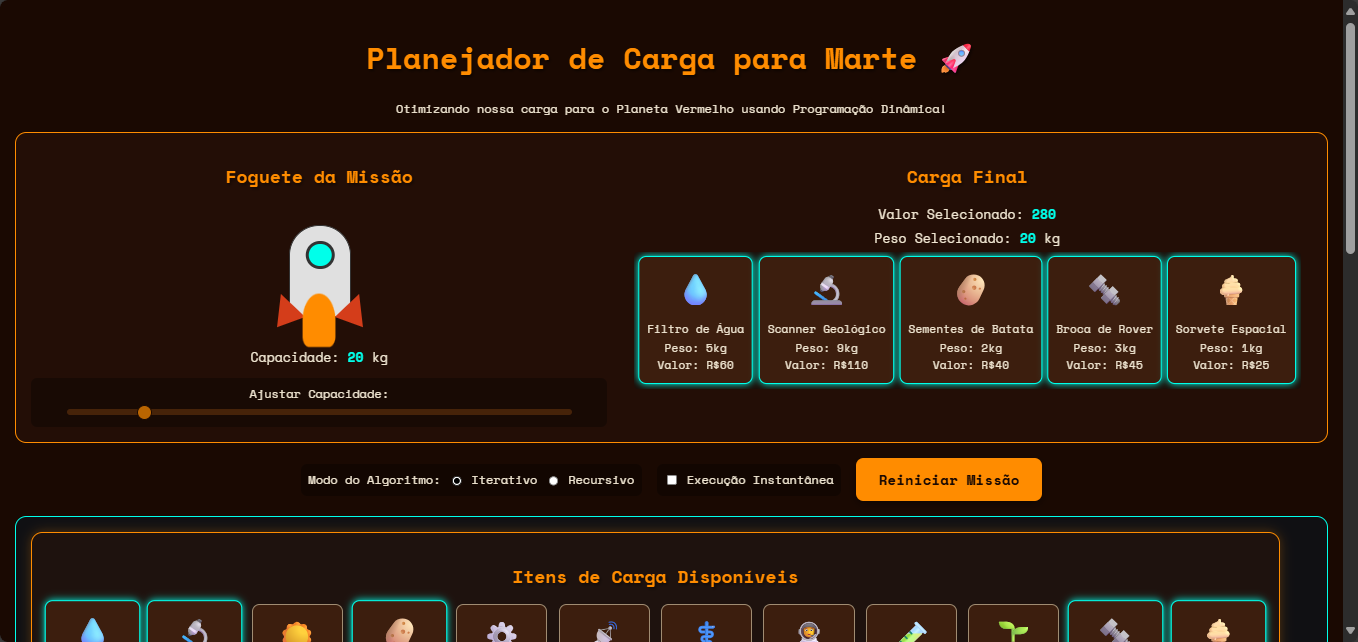 Planejador de Carga para Marte 🚀
Otimizando nossa carga para o Planeta Vermelho usando Programação Dinâmica!
Foguete da Missão
Capacidade: 20 kg
Ajustar Capacidade:
Carga Final
Valor Selecionado: 280
Peso Selecionado: 20 kg
Filtro de Água
Peso: 5kg
Valor: R$60
Scanner Geológico
Peso: 9kg
Valor: R$110
Sementes de Batata
Peso: 2kg
Valor: R$40
Broca de Rover
Peso: 3kg
Valor: R$45
Sorvete Espacial
Peso: 1kg
Valor: R$25
Modo do Algoritmo: Iterativo Recursivo
Execução Instantânea
Reiniciar Missão
Itens de Carga Disponíveis